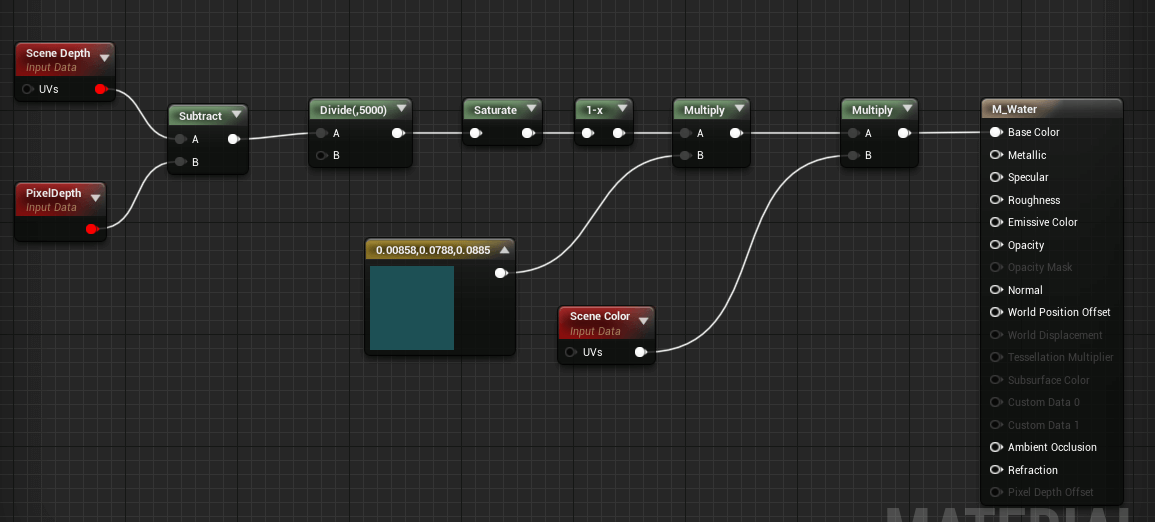 Scene Depth
Input Data
UVs
PixelDepth
Input Data
Subtract
A
B
Divide(,5000)
A
B
Saturate
1-x
Multiply
A
B
Multiply
A
B
0.00858,0.0788,0.0885
Scene Color
Input Data
UVs
M_Water
Base Color
Metallic
Specular
Roughness
Emissive Color
Opacity
Opacity Mask
Normal
World Position Offset
World Displacement
Tessellation Multiplier
Subsurface Color
Custom Data 0
Custom Data 1
Ambient Occlusion
Refraction
Pixel Depth Offset
MATERIAL